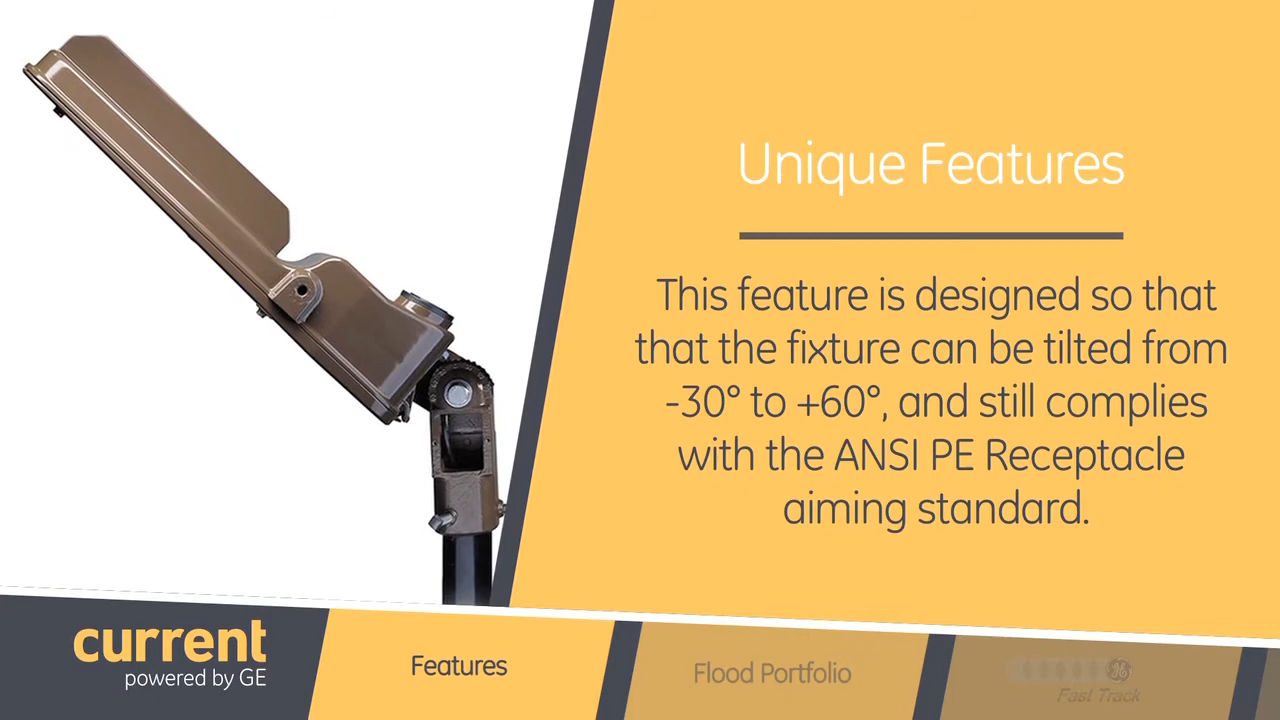 Unique Features
This feature is designed so that
that the fixture can be tilted from
-30° to +60°, and still complies
with the ANSI PE Receptacle
aiming standard.
current
powered by GE
Features
Flood Portfolio
Fast Track